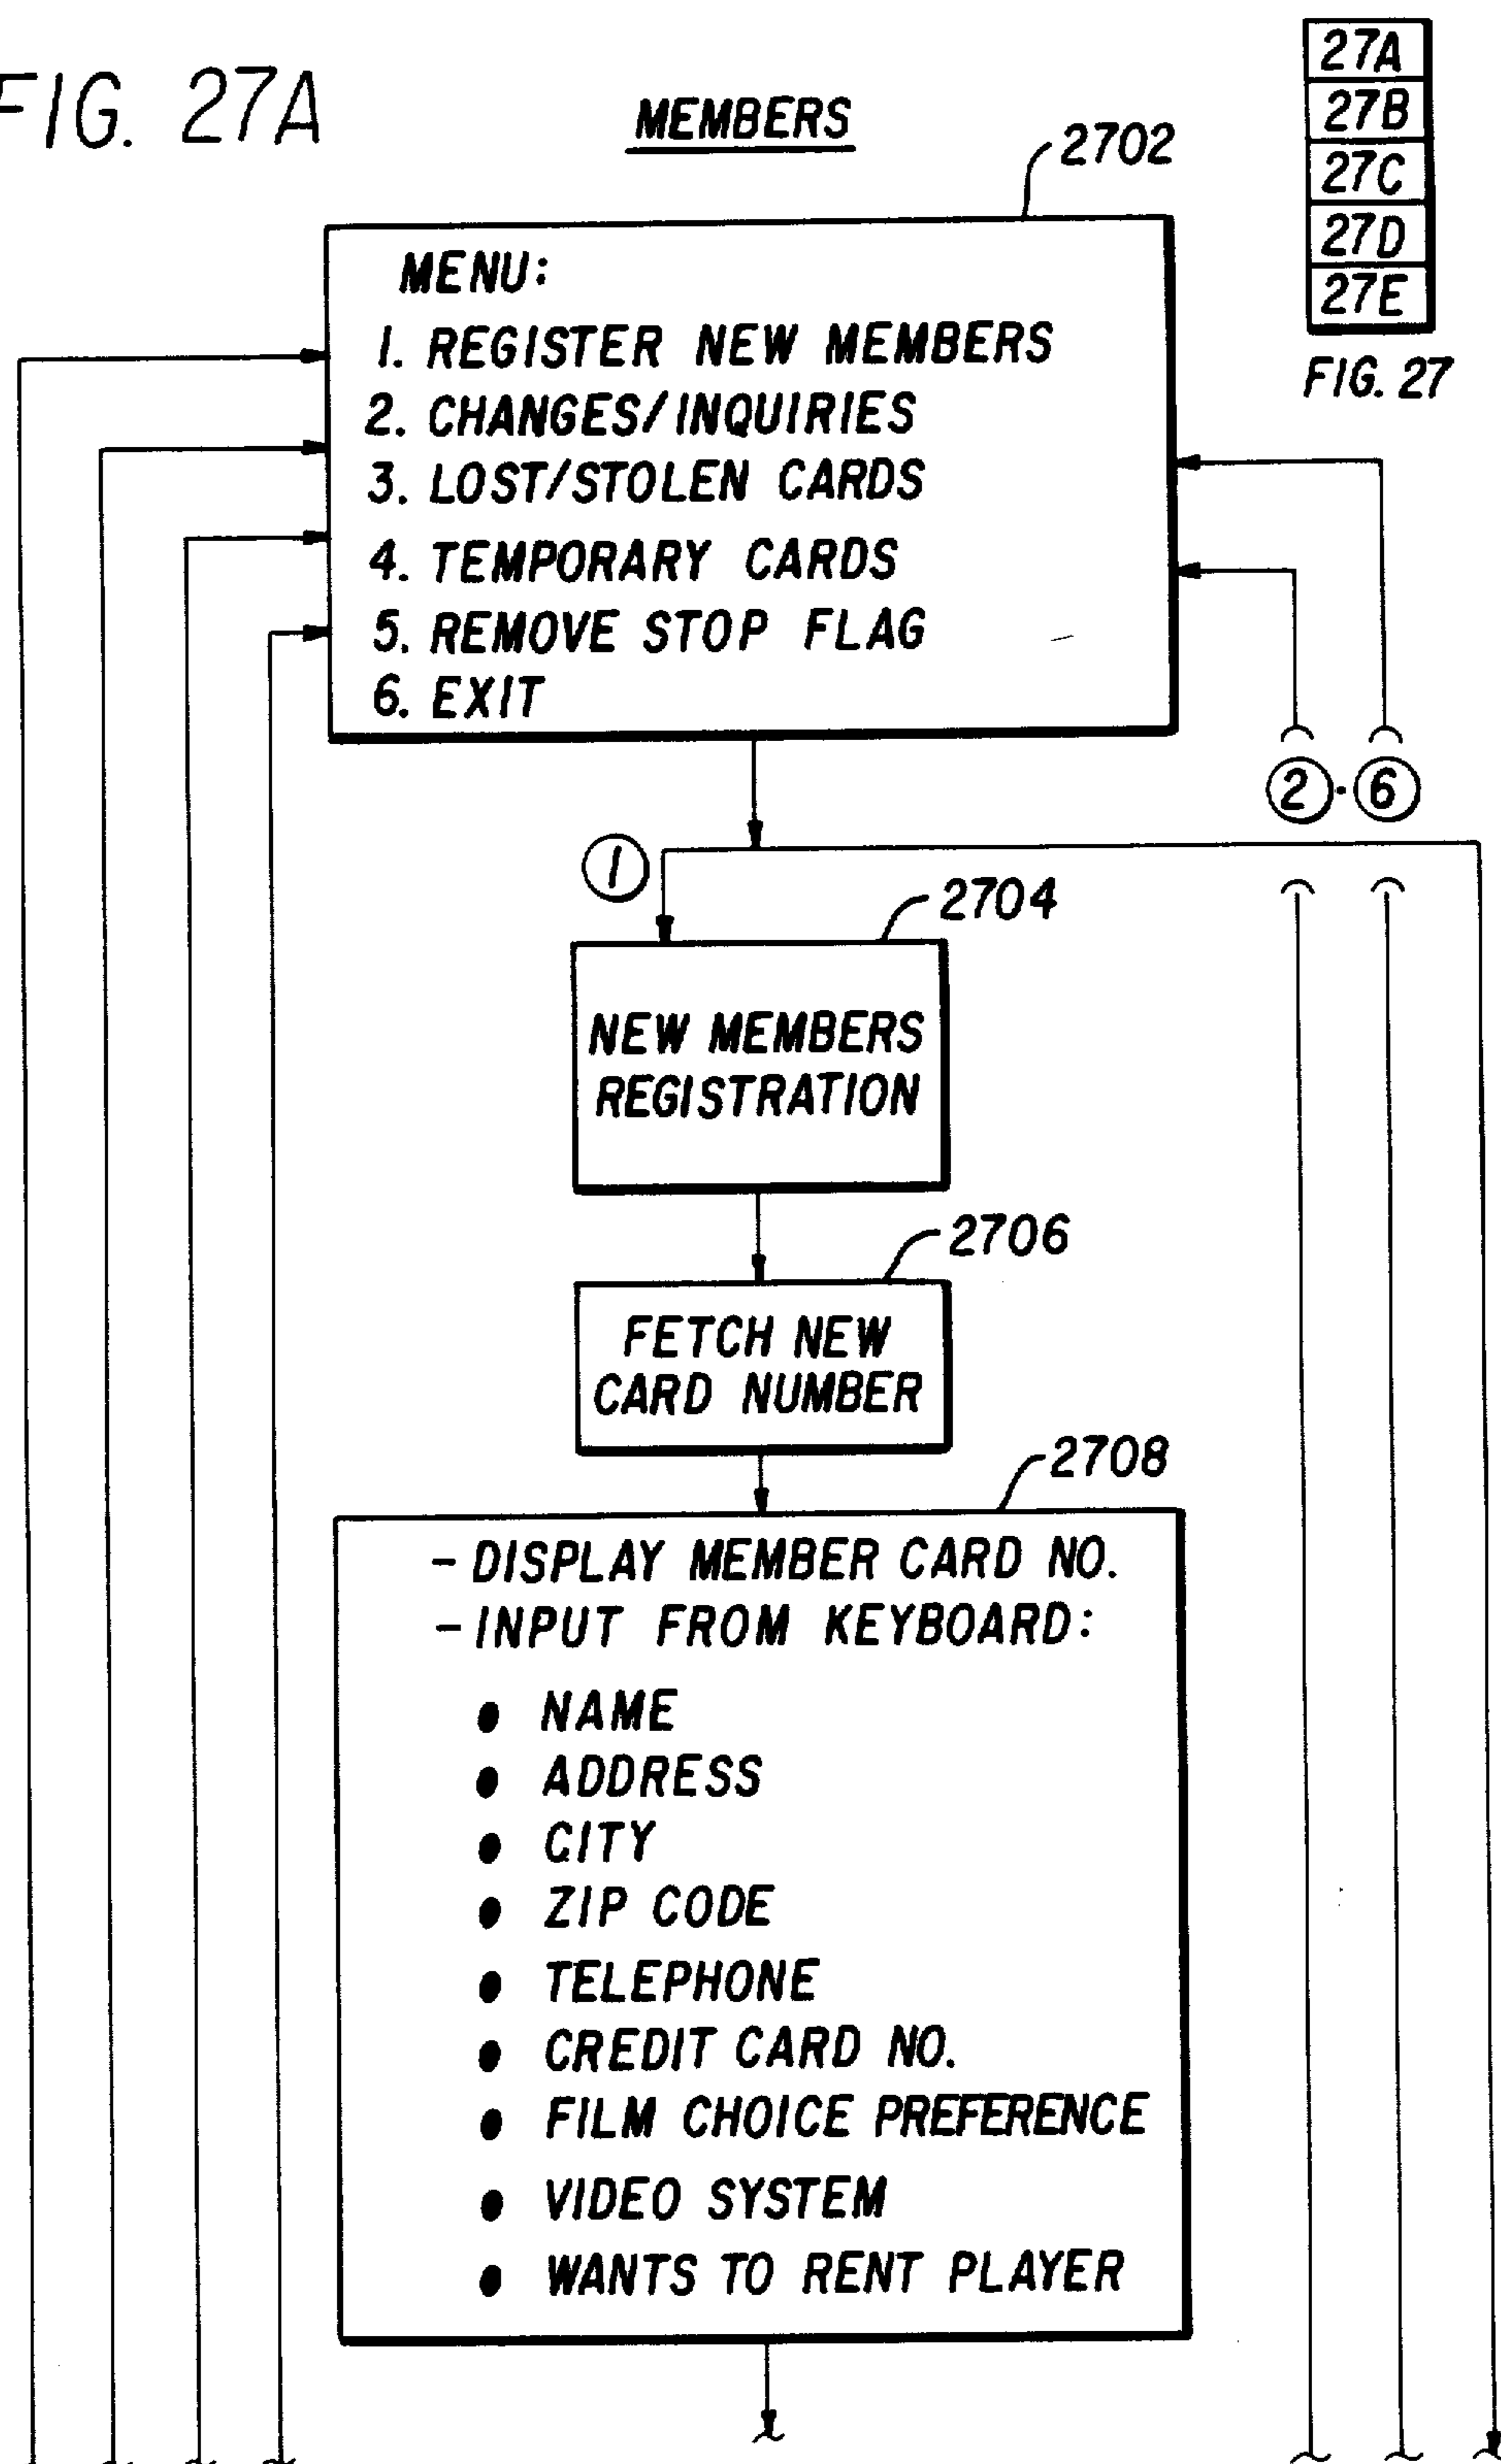 FIG. 27A
MEMBERS
27A
27B
27C
27D
27E
FIG. 27
2702
MENU:
1. REGISTER NEW MEMBERS
2. CHANGES/INQUIRIES
3. LOST/STOLEN CARDS
4. TEMPORARY CARDS
5. REMOVE STOP FLAG
6. EXIT
2·6
1
2704
NEW MEMBERS
REGISTRATION
2706
FETCH NEW
CARD NUMBER
2708
- DISPLAY MEMBER CARD NO.
- INPUT FROM KEYBOARD:
• NAME
• ADDRESS
• CITY
• ZIP CODE
• TELEPHONE
• CREDIT CARD NO.
• FILM CHOICE PREFERENCE
• VIDEO SYSTEM
• WANTS TO RENT PLAYER